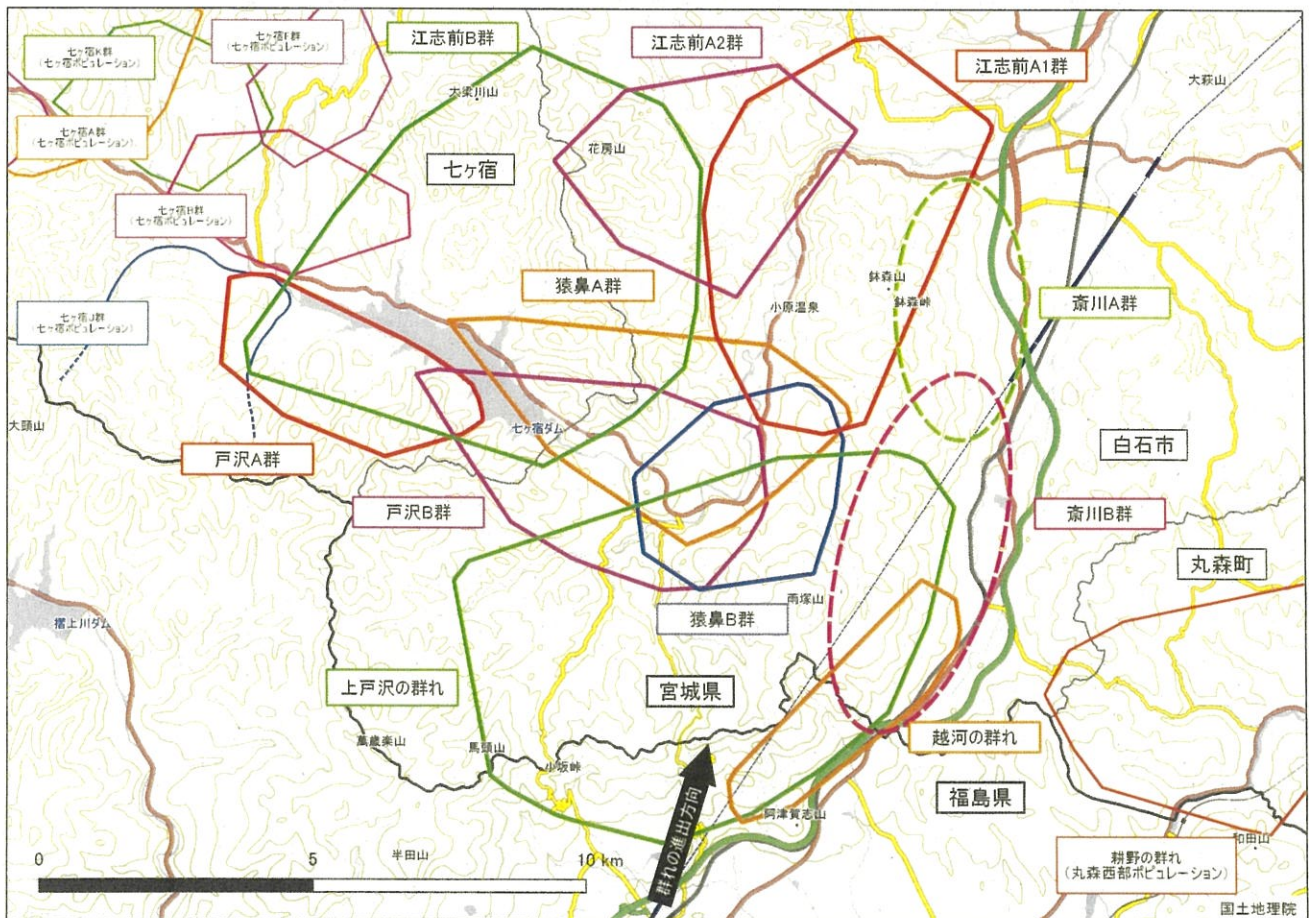 七ヶ宿K群
(七ヶ宿ポピュレーション)
七ヶ宿F群
(七ヶ宿ポピュレーション)
江志前B群
江志前A2群
江志前A1群
大萩山
大梁川山
七ヶ宿A群
(七ヶ宿ポピュレーション)
花房山
七ヶ宿
七ヶ宿B群
(七ヶ宿ポピュレーション)
猿鼻A群
鉢森山
鉢森峠
小原温泉
斎川A群
七ヶ宿J群
(七ヶ宿ポピュレーション)
大頭山
七ヶ宿ダム
戸沢A群
白石市
戸沢B群
斎川B群
丸森町
雨塚山
猿鼻B群
摺上川ダム
上戸沢の群れ
宮城県
萬歳楽山
馬頭山
小坂峠
越河の群れ
福島県
阿津賀志山
群れの進出方向
和田山
半田山
耕野の群れ
(丸森西部ポピュレーション)
0 5 10 km
国土地理院